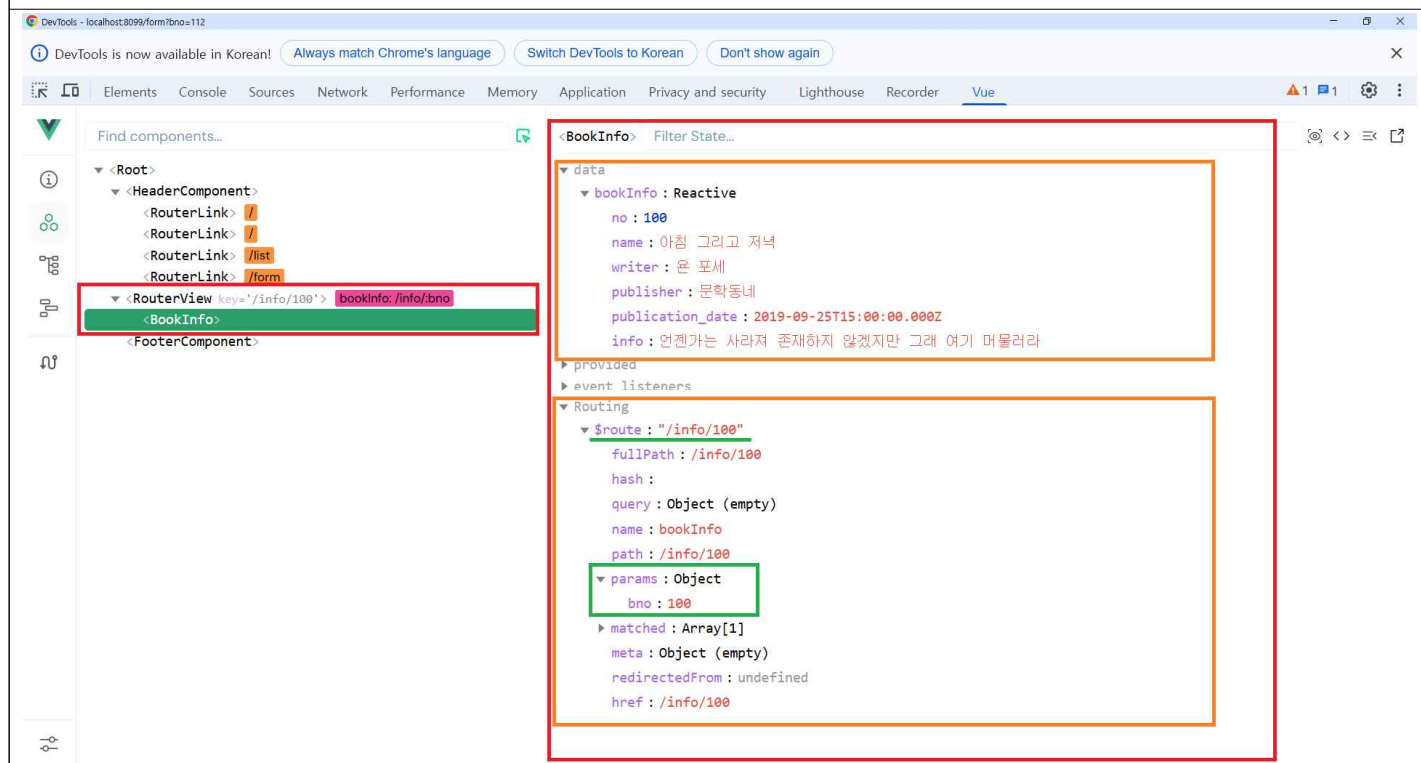 DevTools - localhost:8099/form?bno=112
DevTools is now available in Korean! Always match Chrome's language Switch DevTools to Korean Don't show again
Elements Console Sources Network Performance Memory Application Privacy and security Lighthouse Recorder Vue 1 1
Find components...
<Root>
<HeaderComponent>
<RouterLink> /
<RouterLink> /
<RouterLink> /list
<RouterLink> /form
<RouterView key='/info/100'> bookInfo: /info/:bno
<BookInfo>
<FooterComponent>
<BookInfo> Filter State...
data
bookInfo : Reactive
no : 100
name : 아침 그리고 저녁
writer : 욘 포세
publisher : 문학동네
publication_date : 2019-09-25T15:00:00.000Z
info : 언젠가는 사라져 존재하지 않겠지만 그래 여기 머물러라
provided
event listeners
Routing
$route : "/info/100"
fullPath : /info/100
hash :
query : Object (empty)
name : bookInfo
path : /info/100
params : Object
bno : 100
matched : Array[1]
meta : Object (empty)
redirectedFrom : undefined
href : /info/100